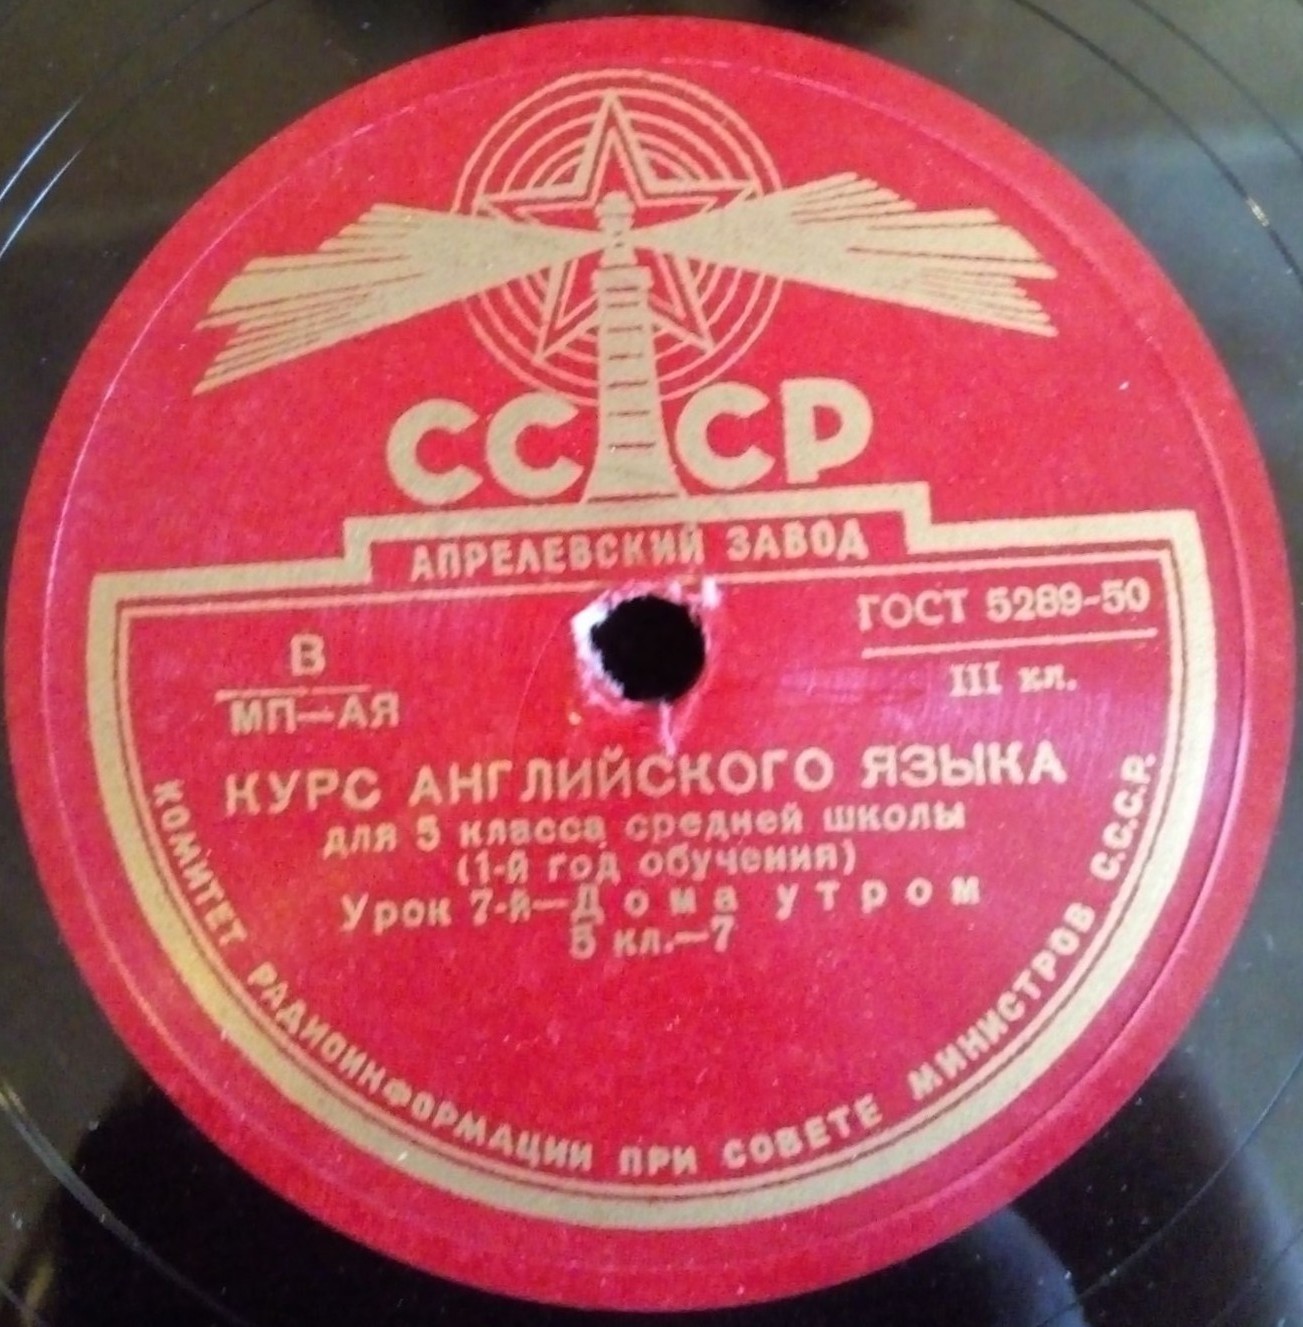 СССР
АПРЕЛЕВСКИЙ ЗАВОД
ГОСТ 5289-50
III кл.
В
МП—АЯ
КУРС АНГЛИЙСКОГО ЯЗЫКА
для 5 класса средней школы
(1-й год обучения)
Урок 7-й—Дома утром
5 кл.—7
КОМИТЕТ РАДИОИНФОРМАЦИИ ПРИ СОВЕТЕ МИНИСТРОВ С.С.С.Р.